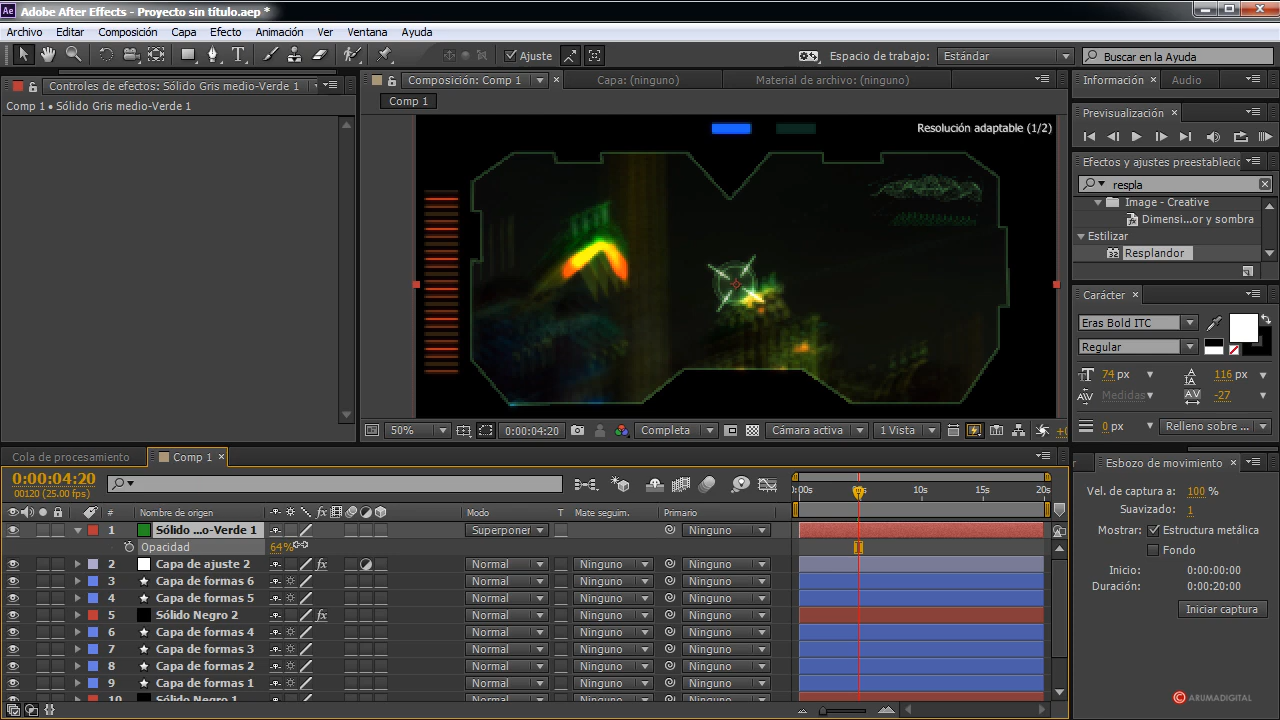 Ae Adobe After Effects - Proyecto sin título.aep *
Archivo Editar Composición Capa Efecto Animación Ver Ventana Ayuda
Ajuste Espacio de trabajo: Estándar Buscar en la Ayuda
Controles de efectos: Sólido Gris medio-Verde 1
Comp 1 • Sólido Gris medio-Verde 1
Composición: Comp 1 Capa: (ninguno) Material de archivo: (ninguno)
Comp 1
Resolución adaptable (1/2)
50% 0:00:04:20 Completa Cámara activa 1 Vista +0
Información Audio
Previsualización
Efectos y ajustes preestablecic
respla
Image - Creative
Dimensi...or y sombra
Estilizar
Resplandor
Carácter
Eras Bold ITC
Regular
74 px 116 px
Medidas -27
0 px Relleno sobre ...
Cola de procesamiento Comp 1
0:00:04:20
00120 (25.00 fps)
:00s 10s 15s 20s
# Nombre de origen Modo T Mate seguim. Primario
1 Sólido ...o-Verde 1 Superponer Ninguno
Opacidad 64%
2 Capa de ajuste 2 fx Normal Ninguno Ninguno
3 Capa de formas 6 Normal Ninguno Ninguno
4 Capa de formas 5 Normal Ninguno Ninguno
5 Sólido Negro 2 fx Normal Ninguno Ninguno
6 Capa de formas 4 Normal Ninguno Ninguno
7 Capa de formas 3 Normal Ninguno Ninguno
8 Capa de formas 2 Normal Ninguno Ninguno
9 Capa de formas 1 Normal Ninguno Ninguno
10 Sólido Negro 1 Normal Ninguno Ninguno
Esbozo de movimiento
Vel. de captura a: 100 %
Suavizado: 1
Mostrar: Estructura metálica
Fondo
Inicio: 0:00:00:00
Duración: 0:00:20:00
Iniciar captura
© ARUMADIGITAL